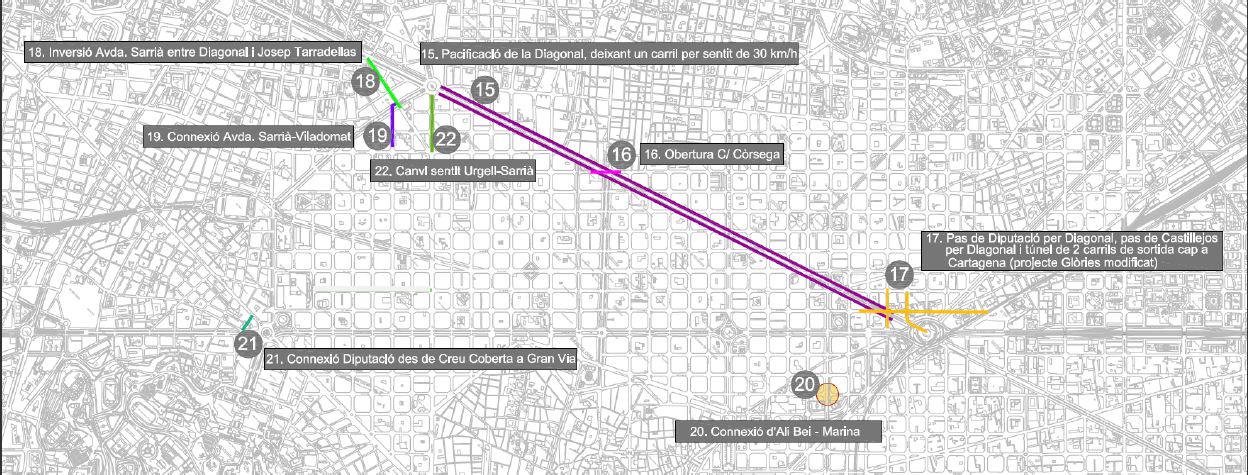 18. Inversió Avda. Sarrià entre Diagonal i Josep Tarradellas
15. Pacificació de la Diagonal, deixant un carril per sentit de 30 km/h
18
15
19. Connexió Avda. Sarrià-Viladomat
19
22
16
16. Obertura C/ Còrsega
22. Canvi sentit Urgell-Sarrià
17. Pas de Diputació per Diagonal, pas de Castillejos
per Diagonal i túnel de 2 carrils de sortida cap a
Cartagena (projecte Glòries modificat)
17
21
21. Connexió Diputació des de Creu Coberta a Gran Via
20
20. Connexió d'Alí Bei - Marina